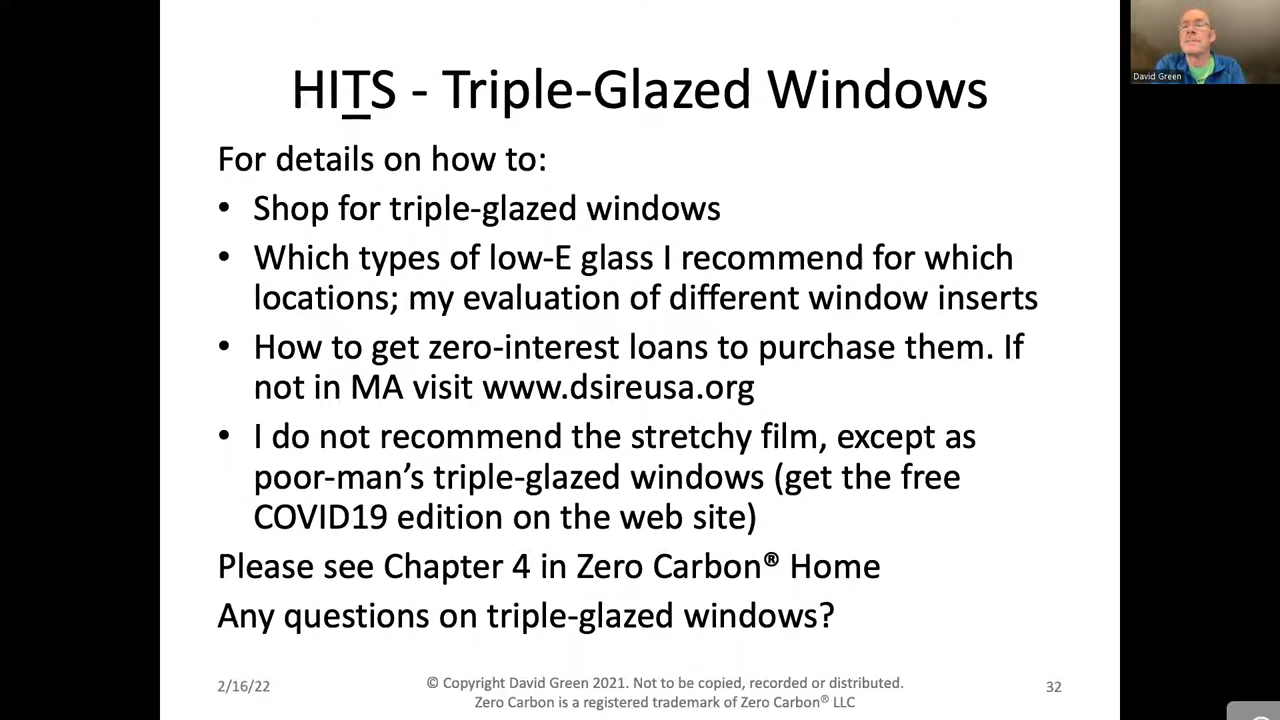 HITS - Triple-Glazed Windows
David Green
For details on how to:
• Shop for triple-glazed windows
• Which types of low-E glass I recommend for which
locations; my evaluation of different window inserts
• How to get zero-interest loans to purchase them. If
not in MA visit www.dsireusa.org
• I do not recommend the stretchy film, except as
poor-man’s triple-glazed windows (get the free
COVID19 edition on the web site)
Please see Chapter 4 in Zero Carbon® Home
Any questions on triple-glazed windows?
2/16/22
© Copyright David Green 2021. Not to be copied, recorded or distributed.
Zero Carbon is a registered trademark of Zero Carbon® LLC
32